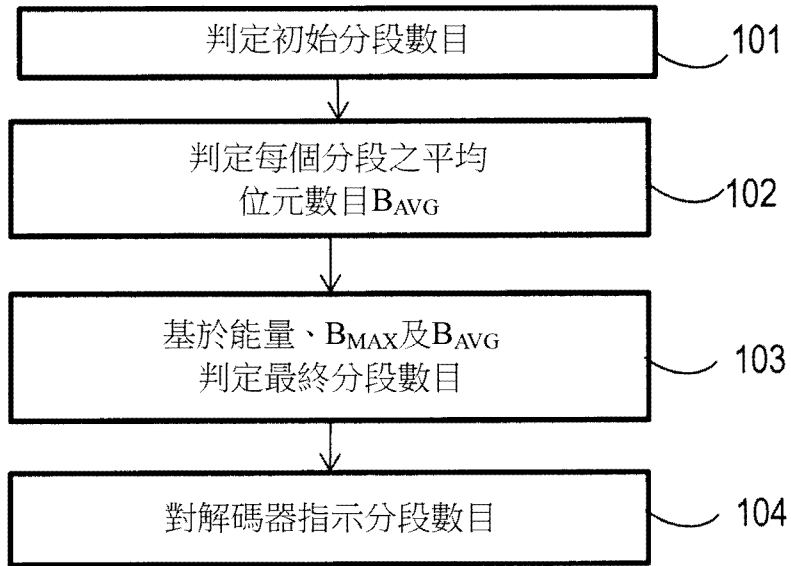 判定初始分段數目
101
判定每個分段之平均
位元數目BAVG
102
基於能量、BMAX及BAVG
判定最終分段數目
103
對解碼器指示分段數目
104